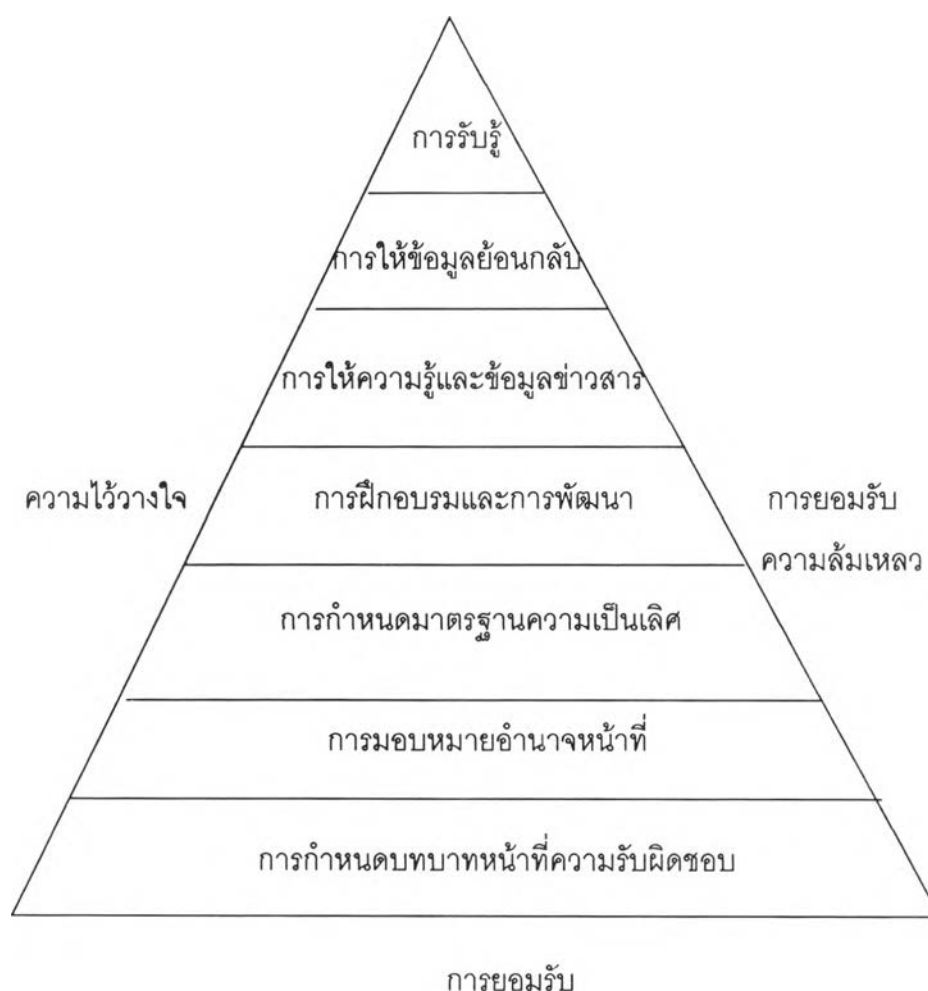 การรับรู้
การให้ข้อมูลย้อนกลับ
การให้ความรู้และข้อมูลข่าวสาร
ความไว้วางใจ
การฝึกอบรมและการพัฒนา
การยอมรับ
ความล้มเหลว
การกำหนดมาตรฐานความเป็นเลิศ
การมอบหมายอำนาจหน้าที่
การกำหนดบทบาทหน้าที่ความรับผิดชอบ
การยอมรับ